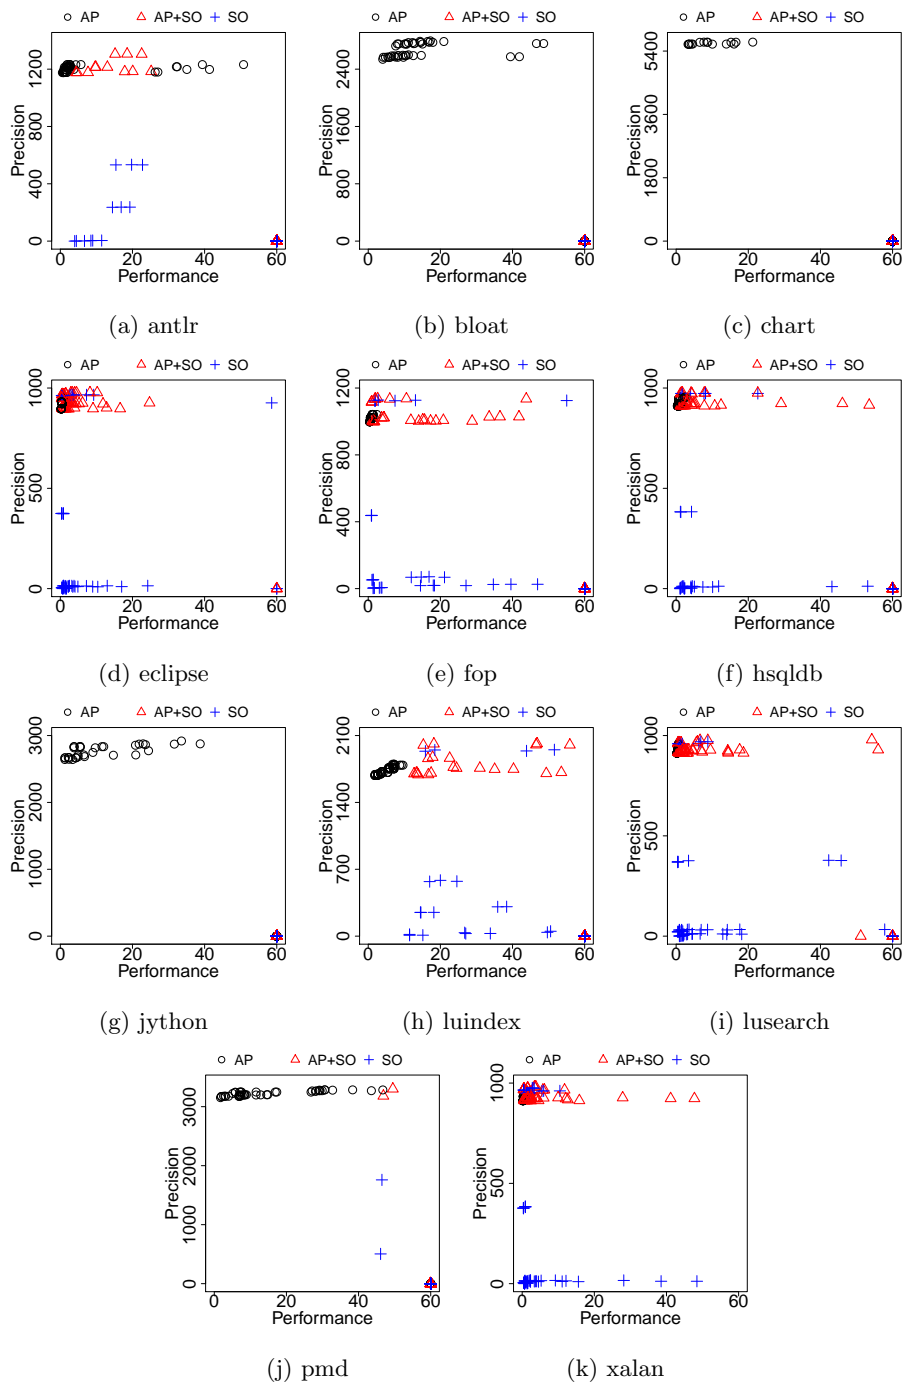 AP AP+SO SO
AP AP+SO SO
AP AP+SO SO
Precision
0 400 800 1200
0 20 40 60
Performance
Precision
0 800 1600 2400
0 20 40 60
Performance
Precision
0 1800 3600 5400
0 20 40 60
Performance
(a) antlr
(b) bloat
(c) chart
AP AP+SO SO
AP AP+SO SO
AP AP+SO SO
Precision
0 500 1000
0 20 40 60
Performance
Precision
0 400 800 1200
0 20 40 60
Performance
Precision
0 500 1000
0 20 40 60
Performance
(d) eclipse
(e) fop
(f) hsqldb
AP AP+SO SO
AP AP+SO SO
AP AP+SO SO
Precision
0 1000 2000 3000
0 20 40 60
Performance
Precision
0 700 1400 2100
0 20 40 60
Performance
Precision
0 500 1000
0 20 40 60
Performance
(g) jython
(h) luindex
(i) lusearch
AP AP+SO SO
AP AP+SO SO
Precision
0 1000 2000 3000
0 20 40 60
Performance
Precision
0 500 1000
0 20 40 60
Performance
(j) pmd
(k) xalan